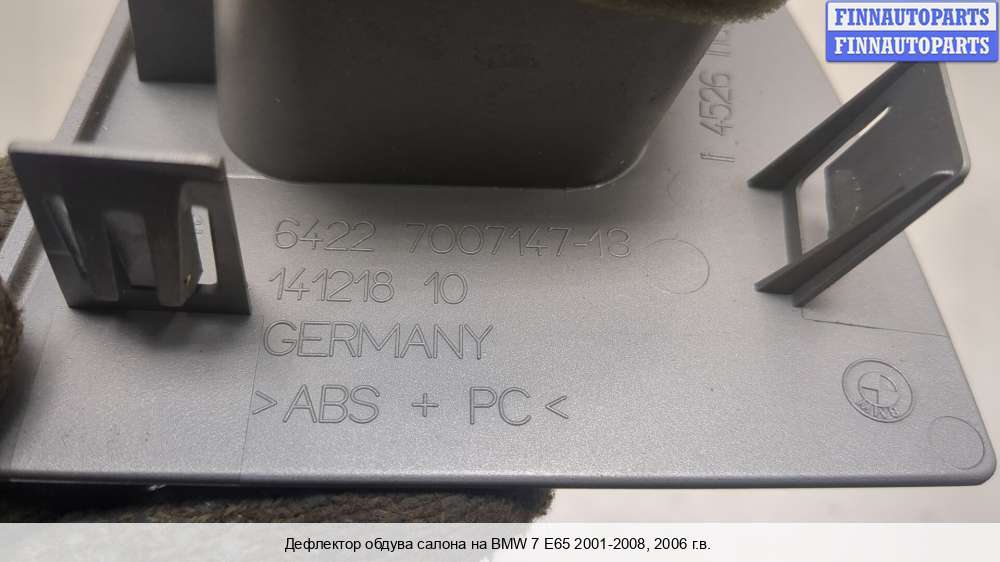 FINNAUTOPARTS
FINNAUTOPARTS
4526
6422 7007147-13
141218 10
GERMANY
>ABS + PC<
BMW
Дефлектор обдува салона на BMW 7 E65 2001-2008, 2006 г.в.